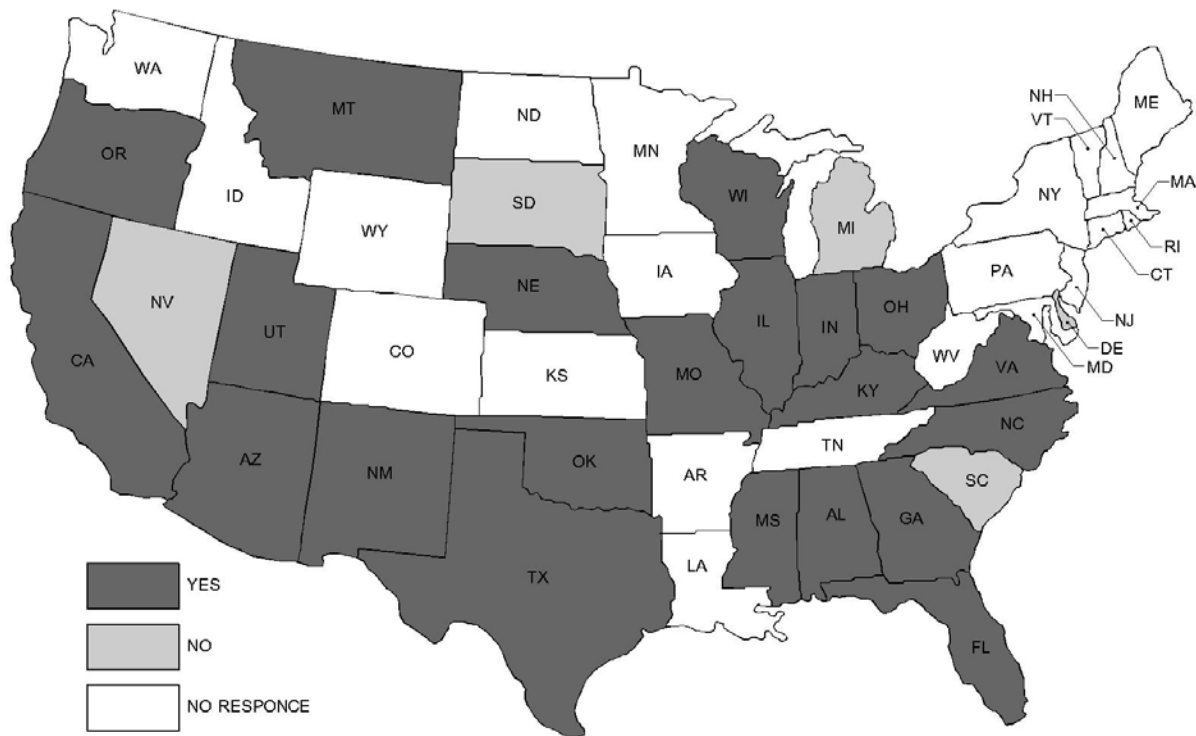 WA
MT
ND
MN
NH
VT
ME
OR
ID
SD
WI
MI
NY
MA
WY
RI
CT
NV
NE
IA
PA
NJ
CA
UT
CO
KS
MO
IL
IN
OH
WV
VA
DE
MD
KY
NC
AZ
NM
OK
AR
TN
SC
MS
AL
GA
TX
LA
FL
YES
NO
NO RESPONCE